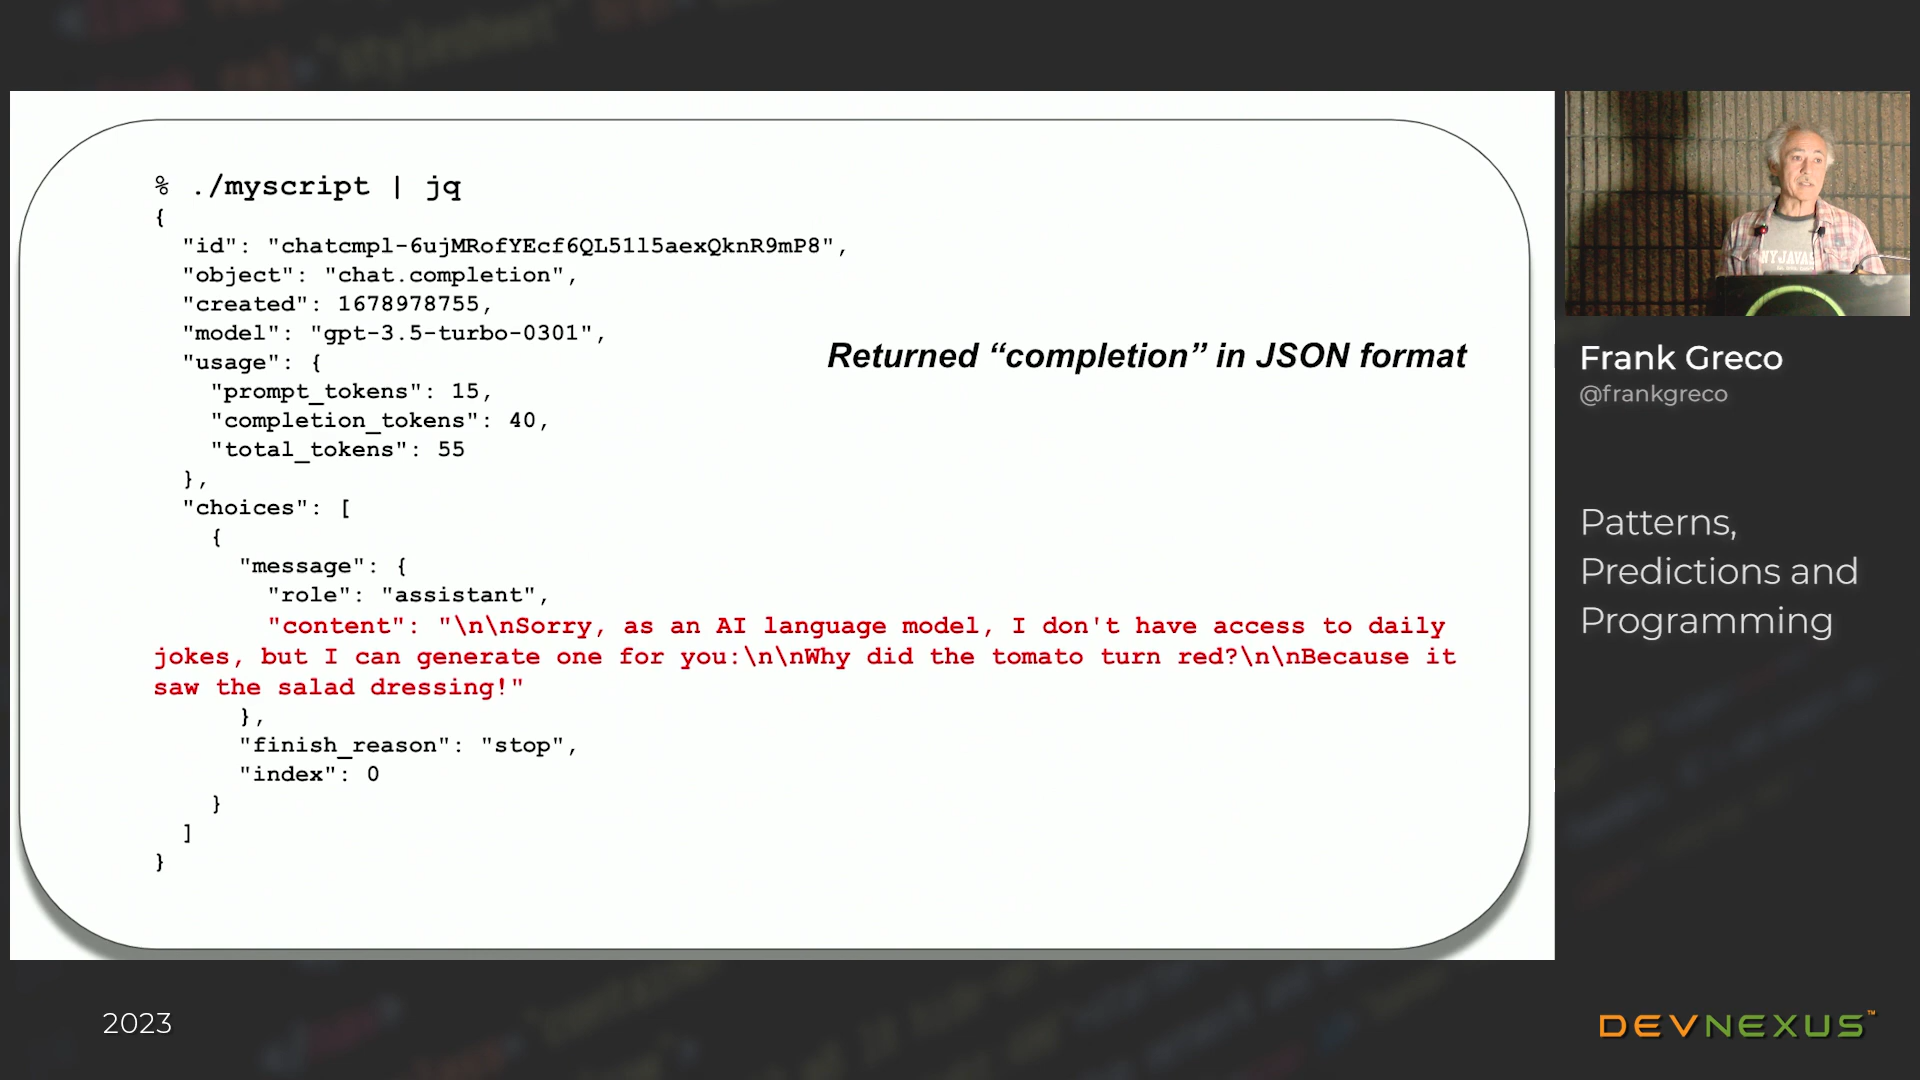 % ./myscript | jq
{
"id": "chatcmpl-6ujMRofYEcf6QL51l5aexQknR9mP8",
"object": "chat.completion",
"created": 1678978755,
"model": "gpt-3.5-turbo-0301",
"usage": {
"prompt_tokens": 15,
"completion_tokens": 40,
"total_tokens": 55
},
"choices": [
{
"message": {
"role": "assistant",
"content": "\n\nSorry, as an AI language model, I don't have access to daily
jokes, but I can generate one for you:\n\nWhy did the tomato turn red?\n\nBecause it
saw the salad dressing!"
},
"finish_reason": "stop",
"index": 0
}
]
}
Returned “completion” in JSON format
Frank Greco
@frankgreco
Patterns,
Predictions and
Programming
2023
DEVNEXUS™